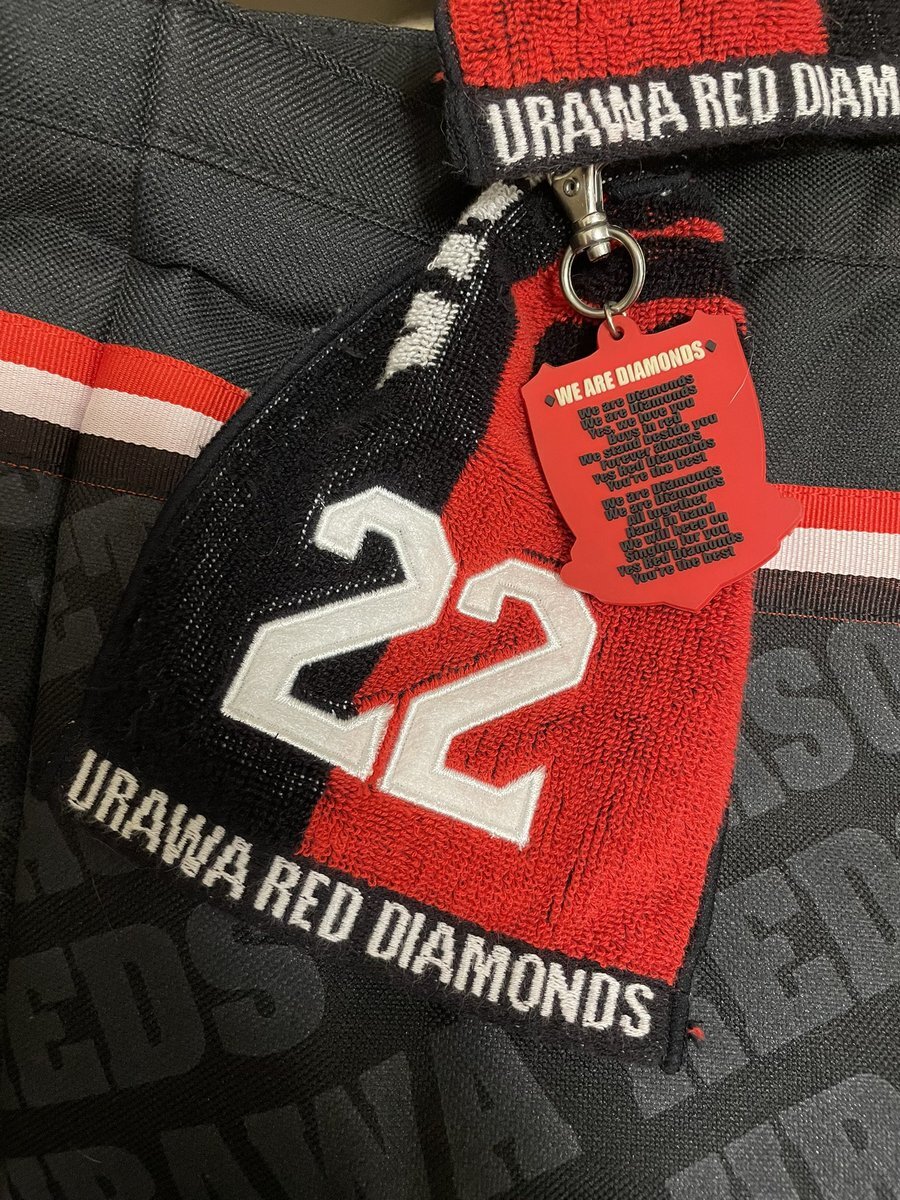 URAWA RED DIAM
WE ARE DIAMONDS
We are Diamonds
We are Diamonds
Yes, we love you
Boys in red
We stand beside you
Forever always
Yes Red Diamonds
You're the best
We are Diamonds
We are Diamonds
All together
Hand in hand
We will keep on
Singing for you
Yes Red Diamonds
You're the best
22
URAWA RED DIAMONDS
REDS
URAWA REDS